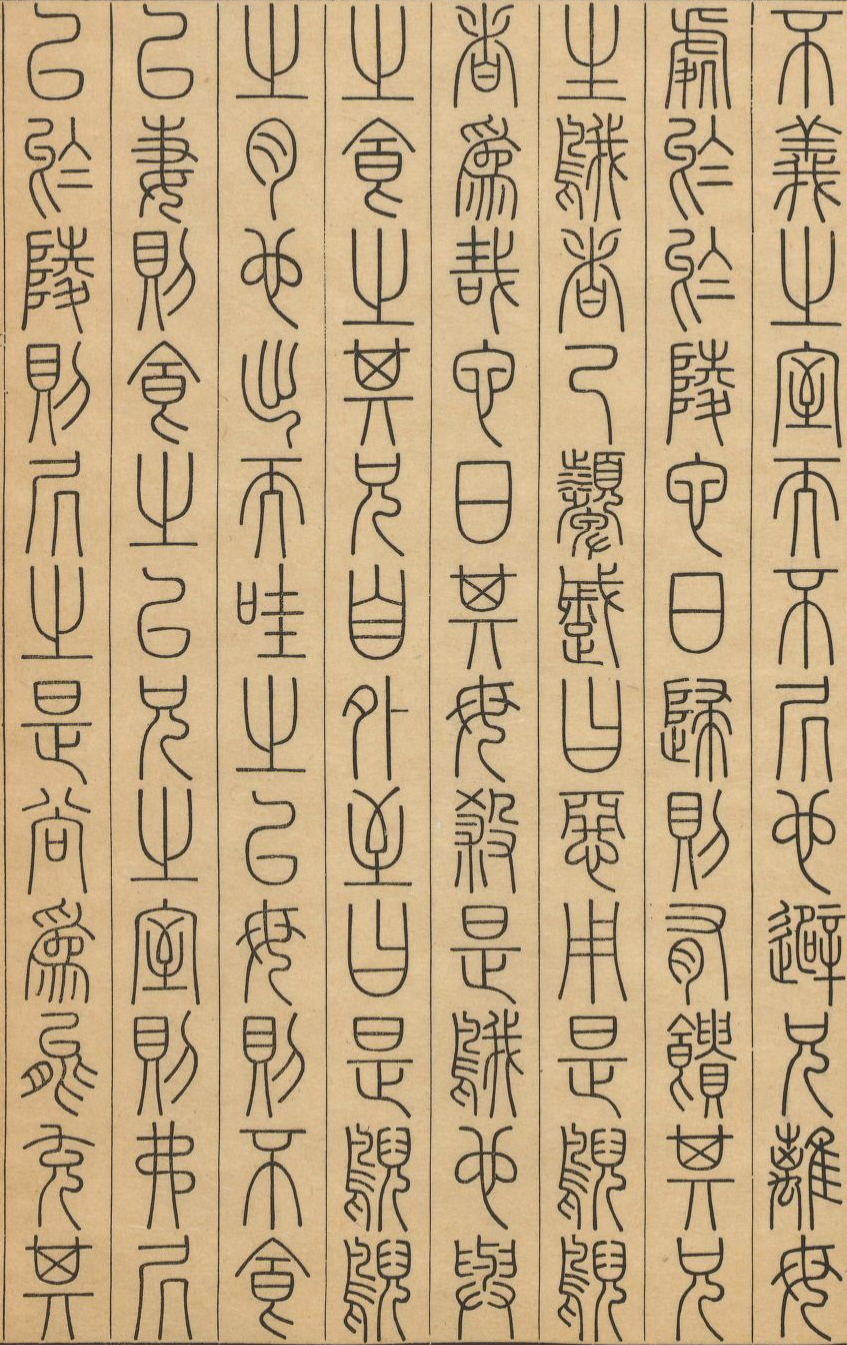 不義之室而不居也避兄離母
處於於陵它日歸則有饋其兄
生鵝者己顰顣曰惡用是鶃鶃
者為哉它日其母殺是鵝也與
之食之其兄自外至曰是鶃鶃
之肉也出而哇之以母則不食
以妻則食之以兄之室則弗居
以於陵則居之是尚為能充其